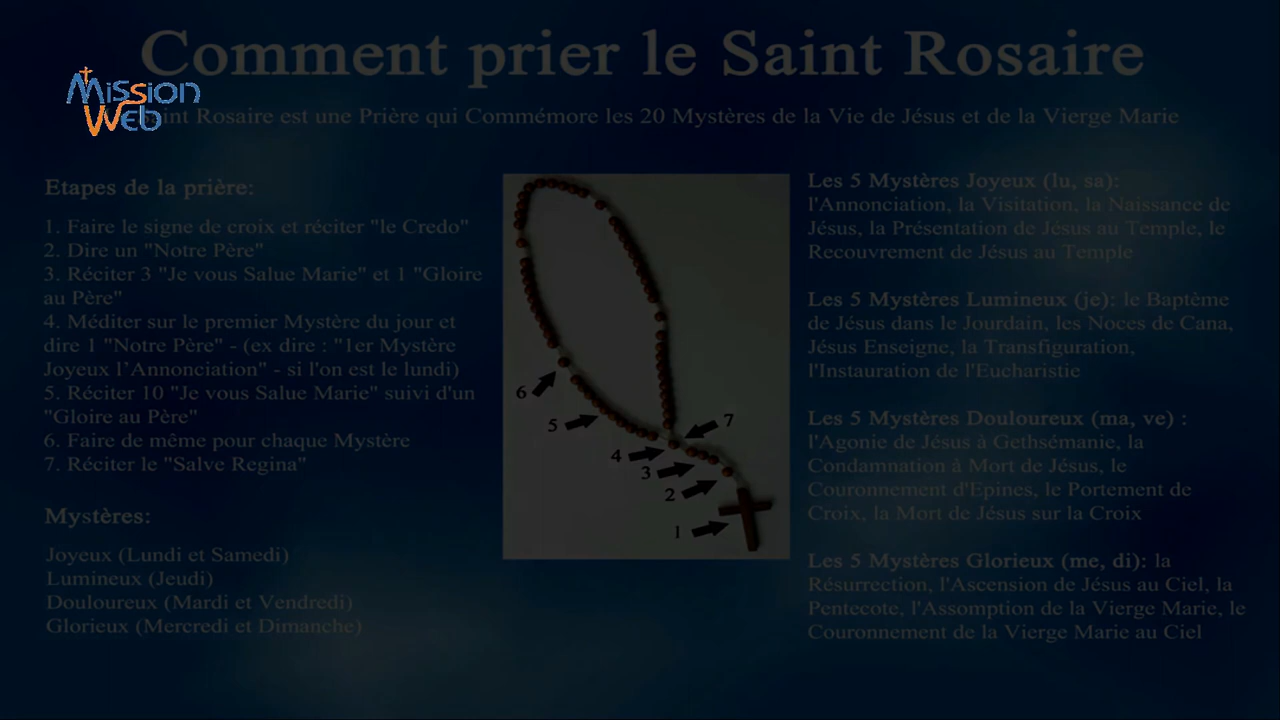 Comment prier le Saint Rosaire
Mission
Web
Saint Rosaire est une Prière qui Commémore les 20 Mystères de la Vie de Jésus et de la Vierge Marie
Etapes de la prière:
1. Faire le signe de croix et réciter "le Credo"
2. Dire un "Notre Père"
3. Réciter 3 "Je vous Salue Marie" et 1 "Gloire
au Père"
4. Méditer sur le premier Mystère du jour et
dire 1 "Notre Père" - (ex dire : "1er Mystère
Joyeux l'Annonciation" - si l'on est le lundi)
5. Réciter 10 "Je vous Salue Marie" suivi d'un
"Gloire au Père"
6. Faire de même pour chaque Mystère
7. Réciter le "Salve Regina"
Mystères:
Joyeux (Lundi et Samedi)
Lumineux (Jeudi)
Douloureux (Mardi et Vendredi)
Glorieux (Mercredi et Dimanche)
6
5
7
4
3
2
1
Les 5 Mystères Joyeux (lu, sa):
l'Annonciation, la Visitation, la Naissance de
Jésus, la Présentation de Jésus au Temple, le
Recouvrement de Jésus au Temple
Les 5 Mystères Lumineux (je): le Baptème
de Jésus dans le Jourdain, les Noces de Cana,
Jésus Enseigne, la Transfiguration,
l'Instauration de l'Eucharistie
Les 5 Mystères Douloureux (ma, ve) :
l'Agonie de Jésus à Gethsémanie, la
Condamnation à Mort de Jésus, le
Couronnement d'Epines, le Portement de
Croix, la Mort de Jésus sur la Croix
Les 5 Mystères Glorieux (me, di): la
Résurrection, l'Ascension de Jésus au Ciel, la
Pentecote, l'Assomption de la Vierge Marie, le
Couronnement de la Vierge Marie au Ciel